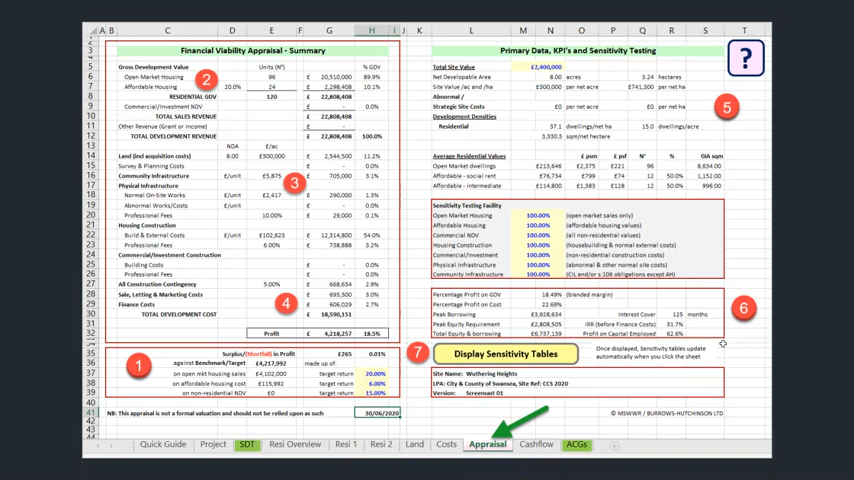 A B C D E F G H I J K L M N O P Q R S T
Financial Viability Appraisal - Summary
Gross Development Value Units (Nº) % GDV
Open Market Housing 96 £ 20,510,000 89.9%
Affordable Housing 20.0% 24 £ 2,298,408 10.1%
RESIDENTIAL GDV 120 £ 22,808,408
Commercial/Investment NDV £ - 0.0%
TOTAL SALES REVENUE £ 22,808,408
Other Revenue (Grant or Income) £ -
TOTAL DEVELOPMENT REVENUE £ 22,808,408 100.0%
NDA £/ac
Land (incl acquisition costs) 8.00 £300,000 £ 2,544,500 11.2%
Survey & Planning Costs £ - 0.0%
Community Infrastructure £/unit £5,875 £ 705,000 3.1%
Physical Infrastructure
Normal On-Site Works £/unit £2,417 £ 290,000 1.3%
Abnormal Works/Costs £/unit £ - 0.0%
Professional Fees 10.00% £ 29,000 0.1%
Housing Construction
Build & External Costs £/unit £102,623 £ 12,314,800 54.0%
Professional Fees 6.00% £ 738,888 3.2%
Commercial/Investment Construction
Building Costs £ - 0.0%
Professional Fees £ - 0.0%
All Construction Contingency 5.00% £ 668,634 2.9%
Sale, Letting & Marketing Costs £ 693,300 3.0%
Finance Costs £ 606,029 2.7%
TOTAL DEVELOPMENT COST £ 18,590,151
Profit £ 4,218,257 18.5%
Surplus/(Shortfall) in Profit £265 0.01%
against Benchmark/Target £4,217,992 made up of:
on open mkt housing sales £4,102,000 target return 20.00%
on affordable housing cost £115,992 target return 6.00%
on non-residential NDV £0 target return 15.00%
NB: This appraisal is not a formal valuation and should not be relied upon as such 30/06/2020
Primary Data, KPI's and Sensitivity Testing
?
Total Site Value £2,400,000
Net Developable Area 8.00 acres 3.24 hectares
Site Value /ac and /ha £300,000 per net acre £741,300 per net ha
Abnormal /
Strategic Site Costs £0 per net acre £0 per net ha
Development Densities
Residential 37.1 dwellings/net ha 15.0 dwellings/acre
3,330.3 sqm/net hectare
Average Residential Values £ psm £ psf Nº % GIA sqm
Open Market dwellings £213,646 £2,375 £221 96 8,634.00
Affordable - social rent £76,734 £799 £74 12 50.0% 1,152.00
Affordable - intermediate £114,800 £1,383 £128 12 50.0% 996.00
Sensitivity Testing Facility
Open Market Housing 100.00% (open market sales only)
Affordable Housing 100.00% (affordable housing values)
Commercial NDV 100.00% (all non-residential values)
Housing Construction 100.00% (housebuilding & normal external costs)
Commercial/Investment 100.00% (non-residential construction costs)
Physical Infrastructure 100.00% (abnormal & other normal site costs)
Community Infrastructure 100.00% (CIL and/or s.106 obligations except AH)
Percentage Profit on GDV 18.49% (blended margin)
Percentage Profit on Cost 22.69%
Peak Borrowing £3,928,634 Interest Cover 125 months
Peak Equity Requirement £2,808,505 IRR (before Finance Costs) 31.7%
Total Equity & borrowing £6,737,139 Profit on Capital Employed 62.6%
Display Sensitivity Tables
Once displayed, Sensitivity tables update
automatically when you click the sheet
Site Name: Wuthering Heights
LPA: City & County of Swansea, Site Ref: CCS 2020
Version: Screencast 01
© MSWWR / BURROWS-HUTCHINSON LTD
1
2
3
4
5
6
7
Quick Guide Project SDT Resi Overview Resi 1 Resi 2 Land Costs Appraisal Cashflow ACGs